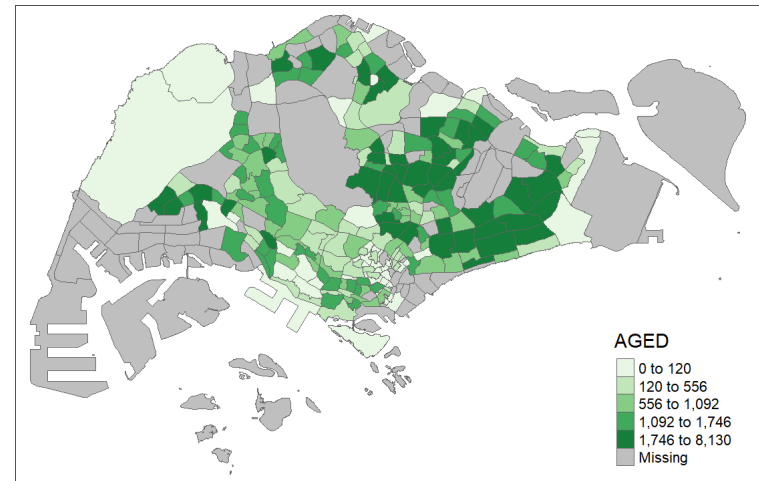 AGED
0 to 120
120 to 556
556 to 1,092
1,092 to 1,746
1,746 to 8,130
Missing